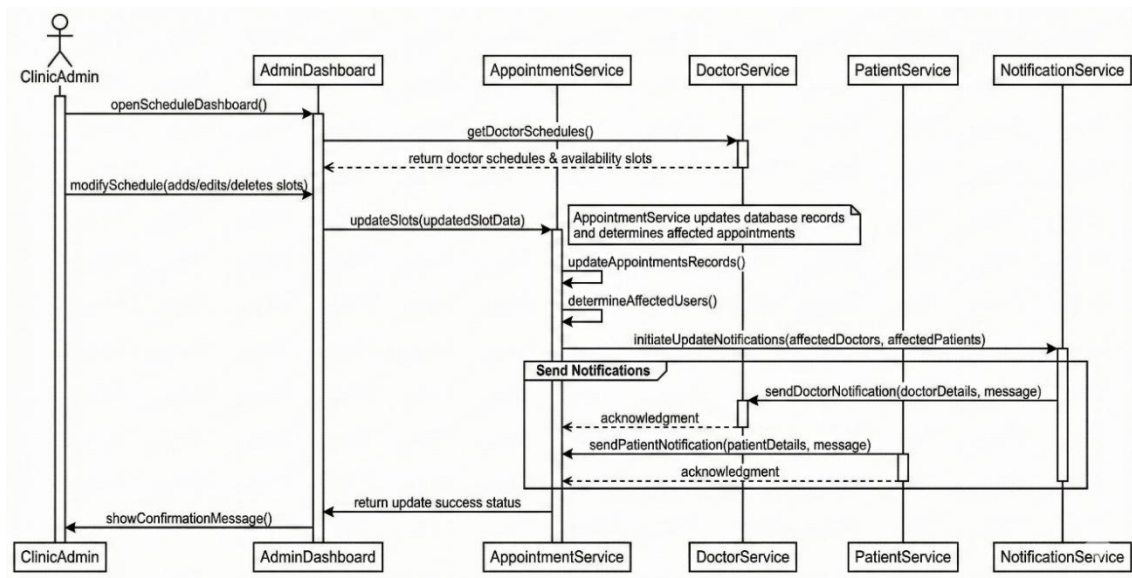 ClinicAdmin
AdminDashboard
AppointmentService
DoctorService
PatientService
NotificationService
openScheduleDashboard()
getDoctorSchedules()
return doctor schedules & availability slots
modifySchedule(adds/edits/deletes slots)
updateSlots(updatedSlotData)
AppointmentService updates database records
and determines affected appointments
updateAppointmentsRecords()
determineAffectedUsers()
initiateUpdateNotifications(affectedDoctors, affectedPatients)
Send Notifications
sendDoctorNotification(doctorDetails, message)
acknowledgment
sendPatientNotification(patientDetails, message)
acknowledgment
return update success status
showConfirmationMessage()
ClinicAdmin
AdminDashboard
AppointmentService
DoctorService
PatientService
NotificationService